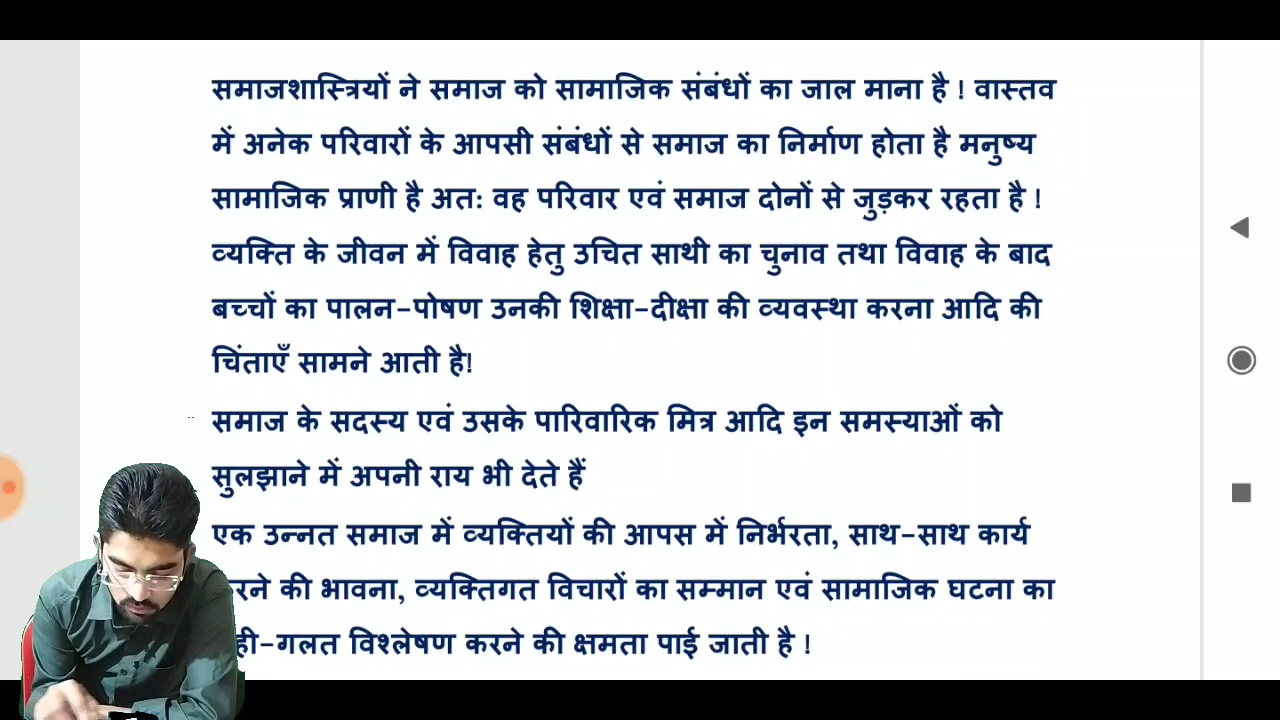 समाजशास्त्रियों ने समाज को सामाजिक संबंधों का जाल माना है ! वास्तव
में अनेक परिवारों के आपसी संबंधों से समाज का निर्माण होता है मनुष्य
सामाजिक प्राणी है अत: वह परिवार एवं समाज दोनों से जुड़कर रहता है !
व्यक्ति के जीवन में विवाह हेतु उचित साथी का चुनाव तथा विवाह के बाद
बच्चों का पालन-पोषण उनकी शिक्षा-दीक्षा की व्यवस्था करना आदि की
चिंताएँ सामने आती है!
समाज के सदस्य एवं उसके पारिवारिक मित्र आदि इन समस्याओं को
सुलझाने में अपनी राय भी देते हैं
एक उन्नत समाज में व्यक्तियों की आपस में निर्भरता, साथ-साथ कार्य
की भावना, व्यक्तिगत विचारों का सम्मान एवं सामाजिक घटना का
गलत विश्लेषण करने की क्षमता पाई जाती है !